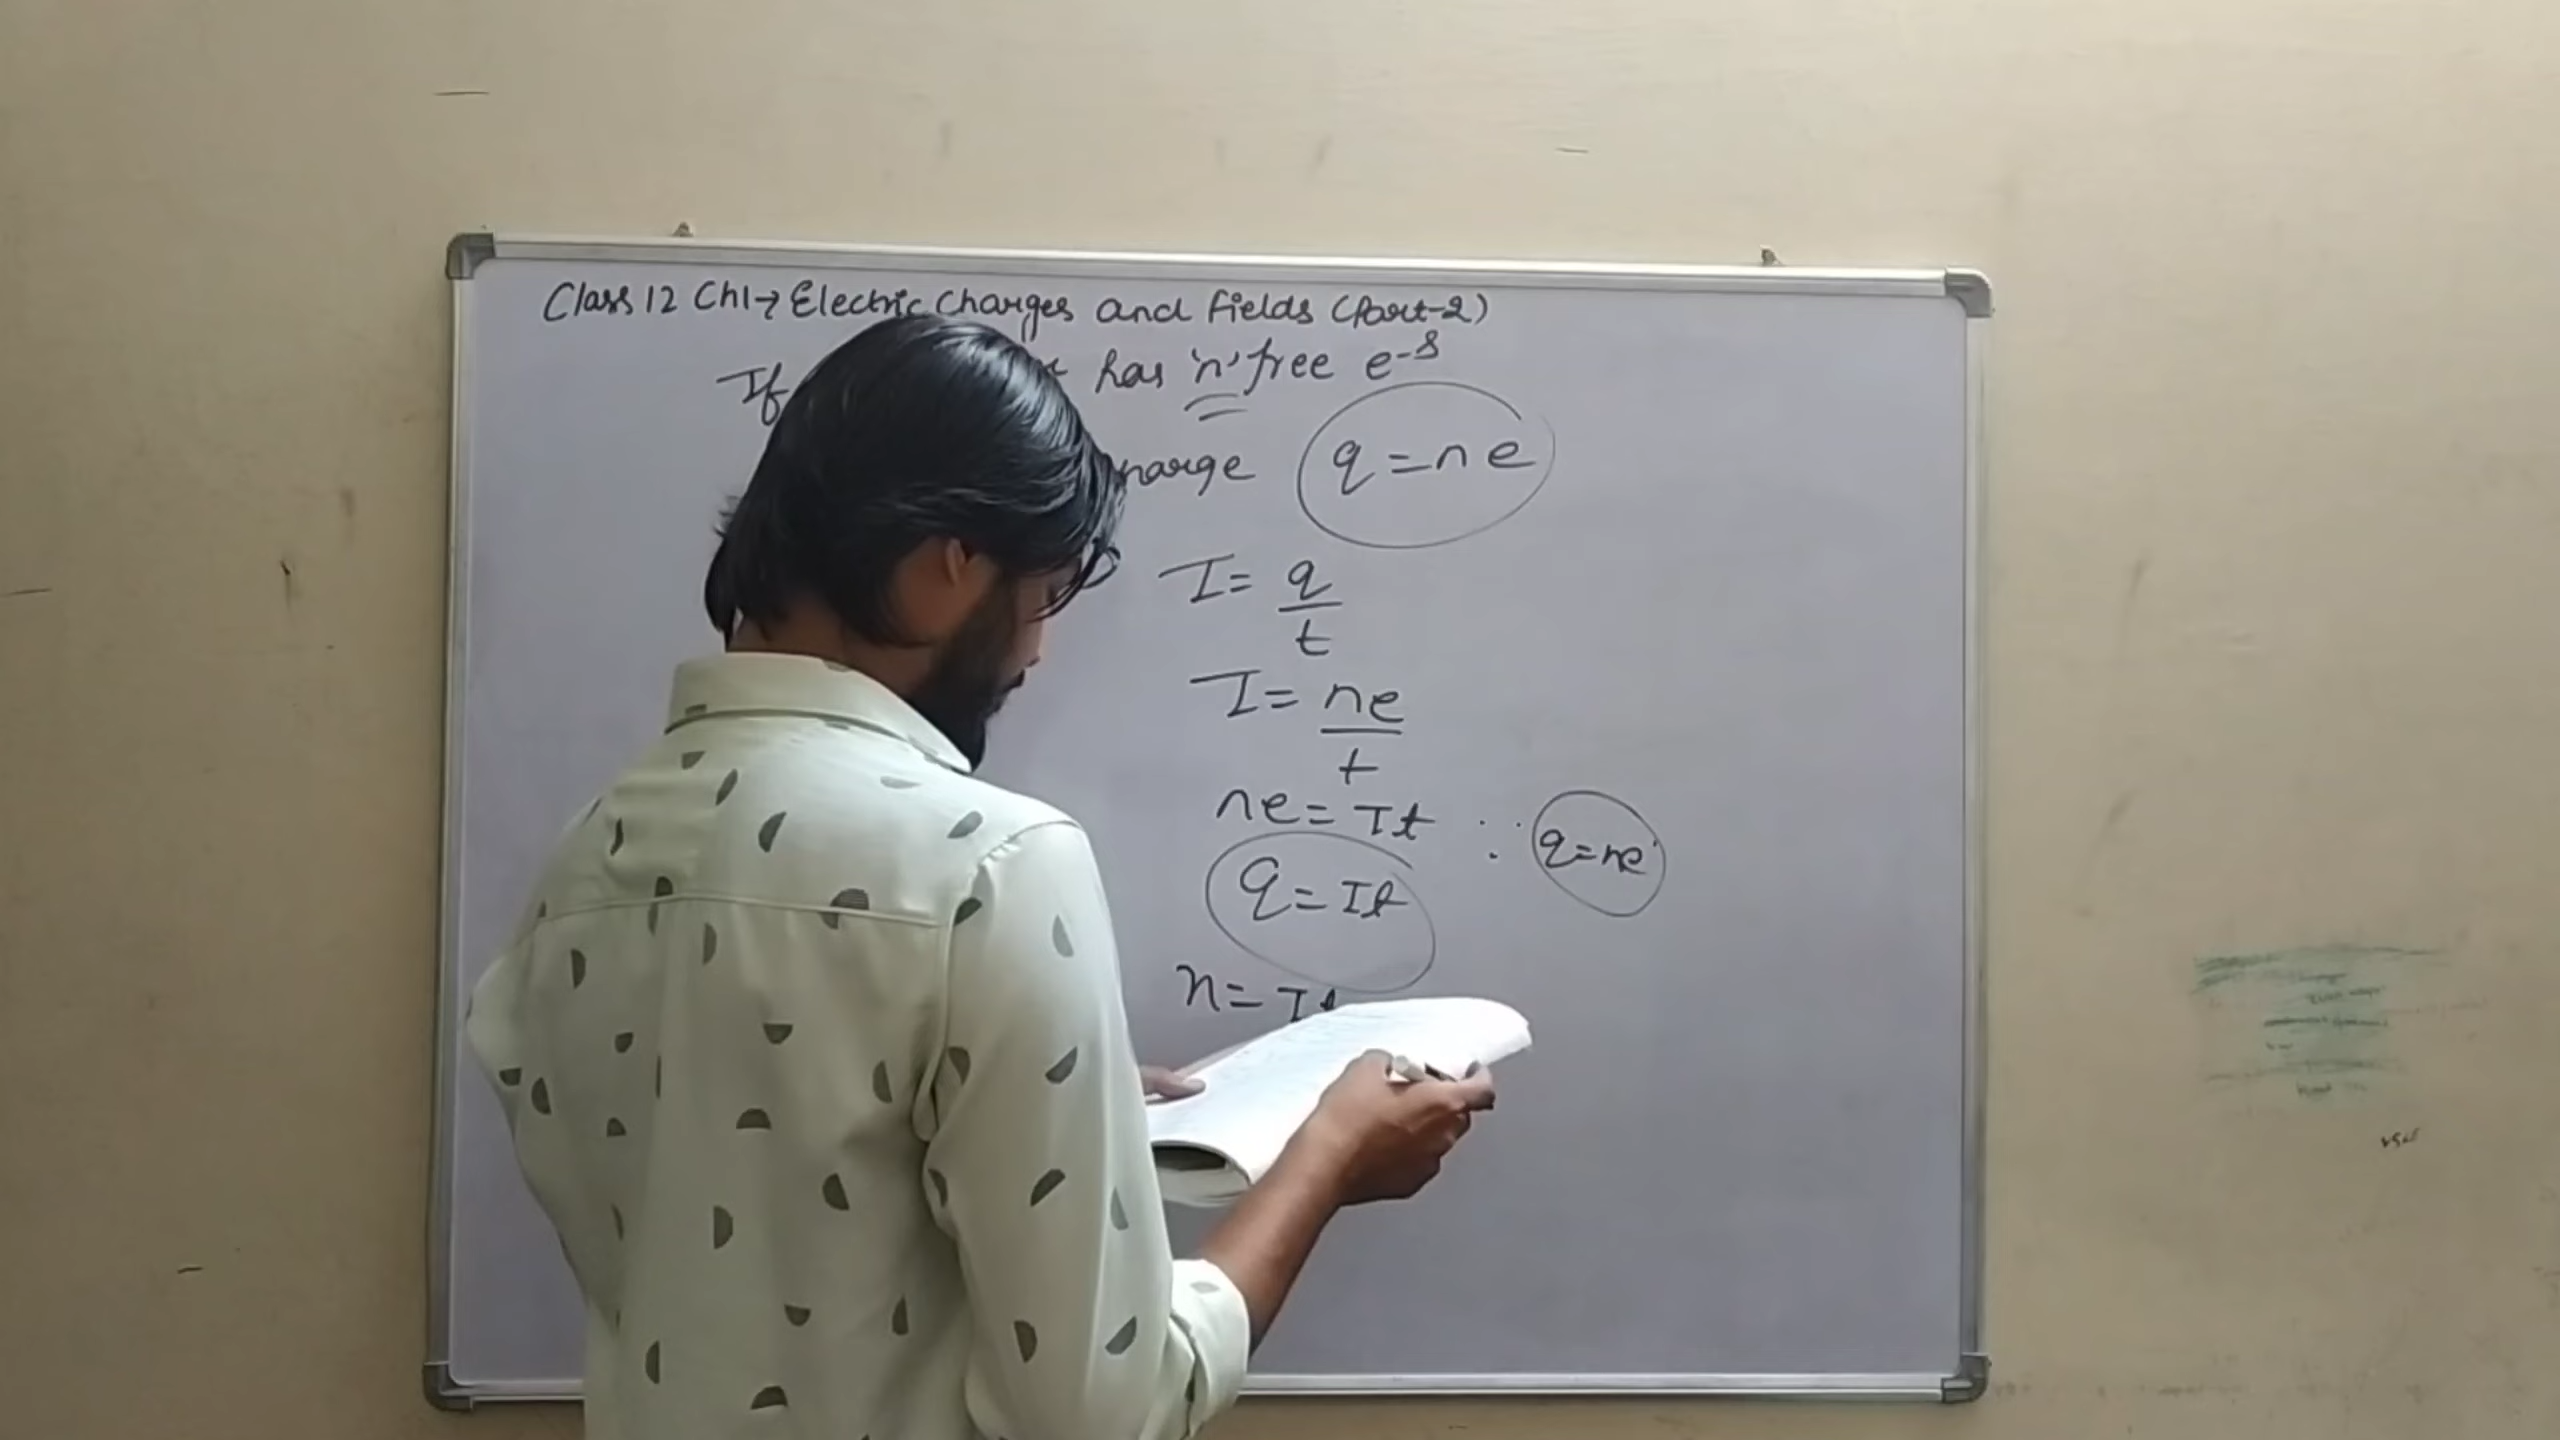 Class 12 Ch1→ Electric Charges and Fields (Part-2)
If has 'n' free e-s
harge q = ne
I = q/t
I = ne/t
ne = It ∵ q = ne
q = It
n = It